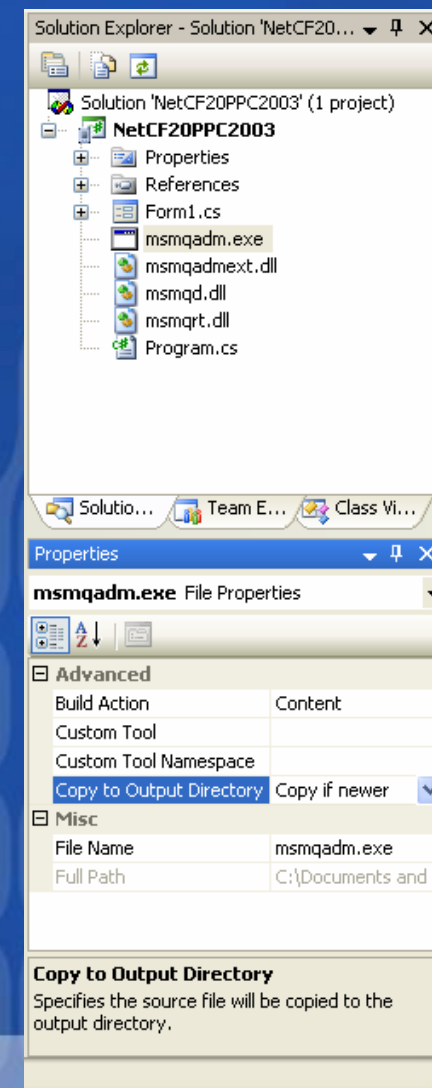 Solution Explorer - Solution 'NetCF20...
Solution 'NetCF20PPC2003' (1 project)
NetCF20PPC2003
Properties
References
Form1.cs
msmqadm.exe
msmqadmext.dll
msmqd.dll
msmqrt.dll
Program.cs
Solutio... Team E... Class Vi...
Properties
msmqadm.exe File Properties
Advanced
Build Action Content
Custom Tool
Custom Tool Namespace
Copy to Output Directory Copy if newer
Misc
File Name msmqadm.exe
Full Path C:\Documents and
Copy to Output Directory
Specifies the source file will be copied to the
output directory.